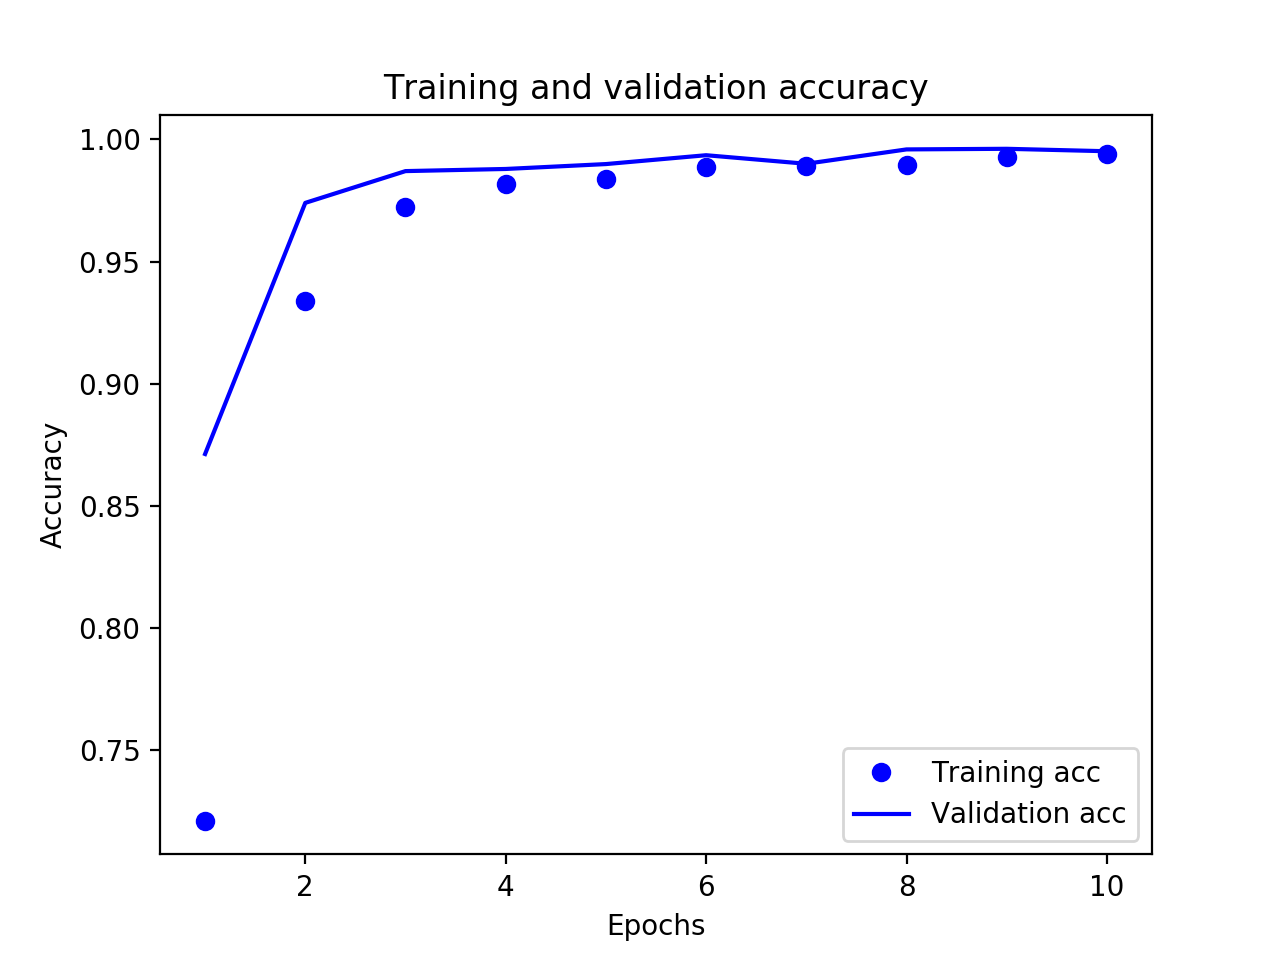 Training and validation accuracy
1.00
0.95
0.90
0.85
0.80
0.75
Accuracy
Training acc
Validation acc
2 4 6 8 10
Epochs